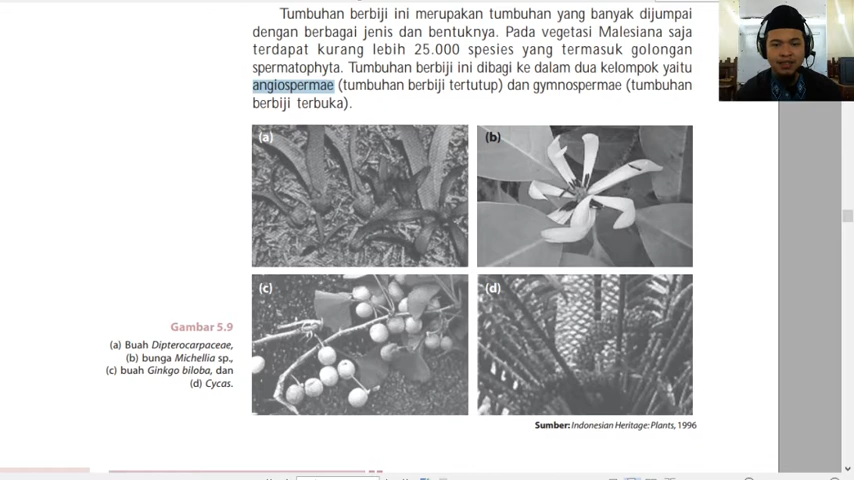 Tumbuhan berbiji ini merupakan tumbuhan yang banyak dijumpai
dengan berbagai jenis dan bentuknya. Pada vegetasi Malesiana saja
terdapat kurang lebih 25.000 spesies yang termasuk golongan
spermatophyta. Tumbuhan berbiji ini dibagi ke dalam dua kelompok yaitu
angiospermae (tumbuhan berbiji tertutup) dan gymnospermae (tumbuhan
berbiji terbuka).
(a)
(b)
(c)
(d)
Gambar 5.9
(a) Buah Dipterocarpaceae,
(b) bunga Michellia sp.,
(c) buah Ginkgo biloba, dan
(d) Cycas.
Sumber: Indonesian Heritage: Plants, 1996